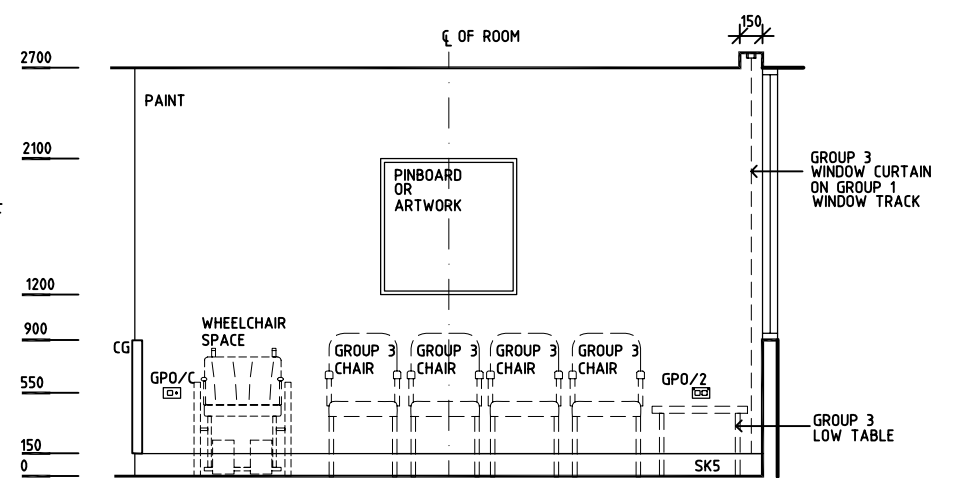 150
℄ OF ROOM
2700
PAINT
2100
GROUP 3
WINDOW CURTAIN
ON GROUP 1
WINDOW TRACK
PINBOARD
OR
ARTWORK
1200
900
WHEELCHAIR
SPACE
CG
GROUP 3
CHAIR
GROUP 3
CHAIR
GROUP 3
CHAIR
GROUP 3
CHAIR
GPO/C
GPO/2
550
GROUP 3
LOW TABLE
150
0
SK5